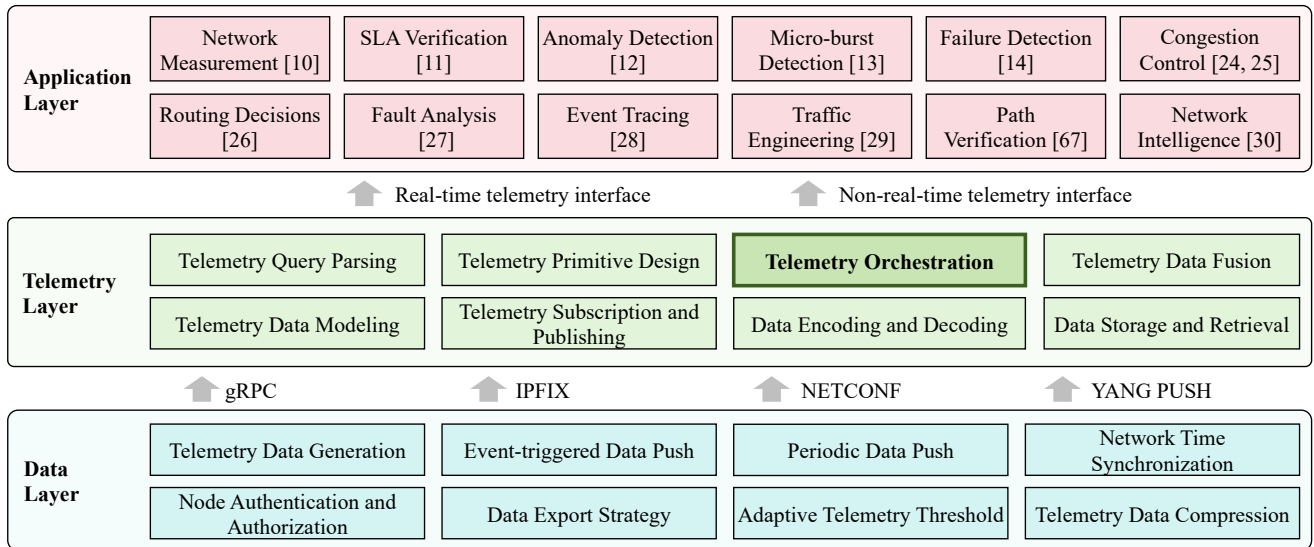 Application
Layer
Network
Measurement [10]
SLA Verification
[11]
Anomaly Detection
[12]
Micro-burst
Detection [13]
Failure Detection
[14]
Congestion
Control [24, 25]
Routing Decisions
[26]
Fault Analysis
[27]
Event Tracing
[28]
Traffic
Engineering [29]
Path
Verification [67]
Network
Intelligence [30]
Real-time telemetry interface
Non-real-time telemetry interface
Telemetry
Layer
Telemetry Query Parsing
Telemetry Primitive Design
Telemetry Orchestration
Telemetry Data Fusion
Telemetry Data Modeling
Telemetry Subscription and
Publishing
Data Encoding and Decoding
Data Storage and Retrieval
gRPC
IPFIX
NETCONF
YANG PUSH
Data
Layer
Telemetry Data Generation
Event-triggered Data Push
Periodic Data Push
Network Time
Synchronization
Node Authentication and
Authorization
Data Export Strategy
Adaptive Telemetry Threshold
Telemetry Data Compression